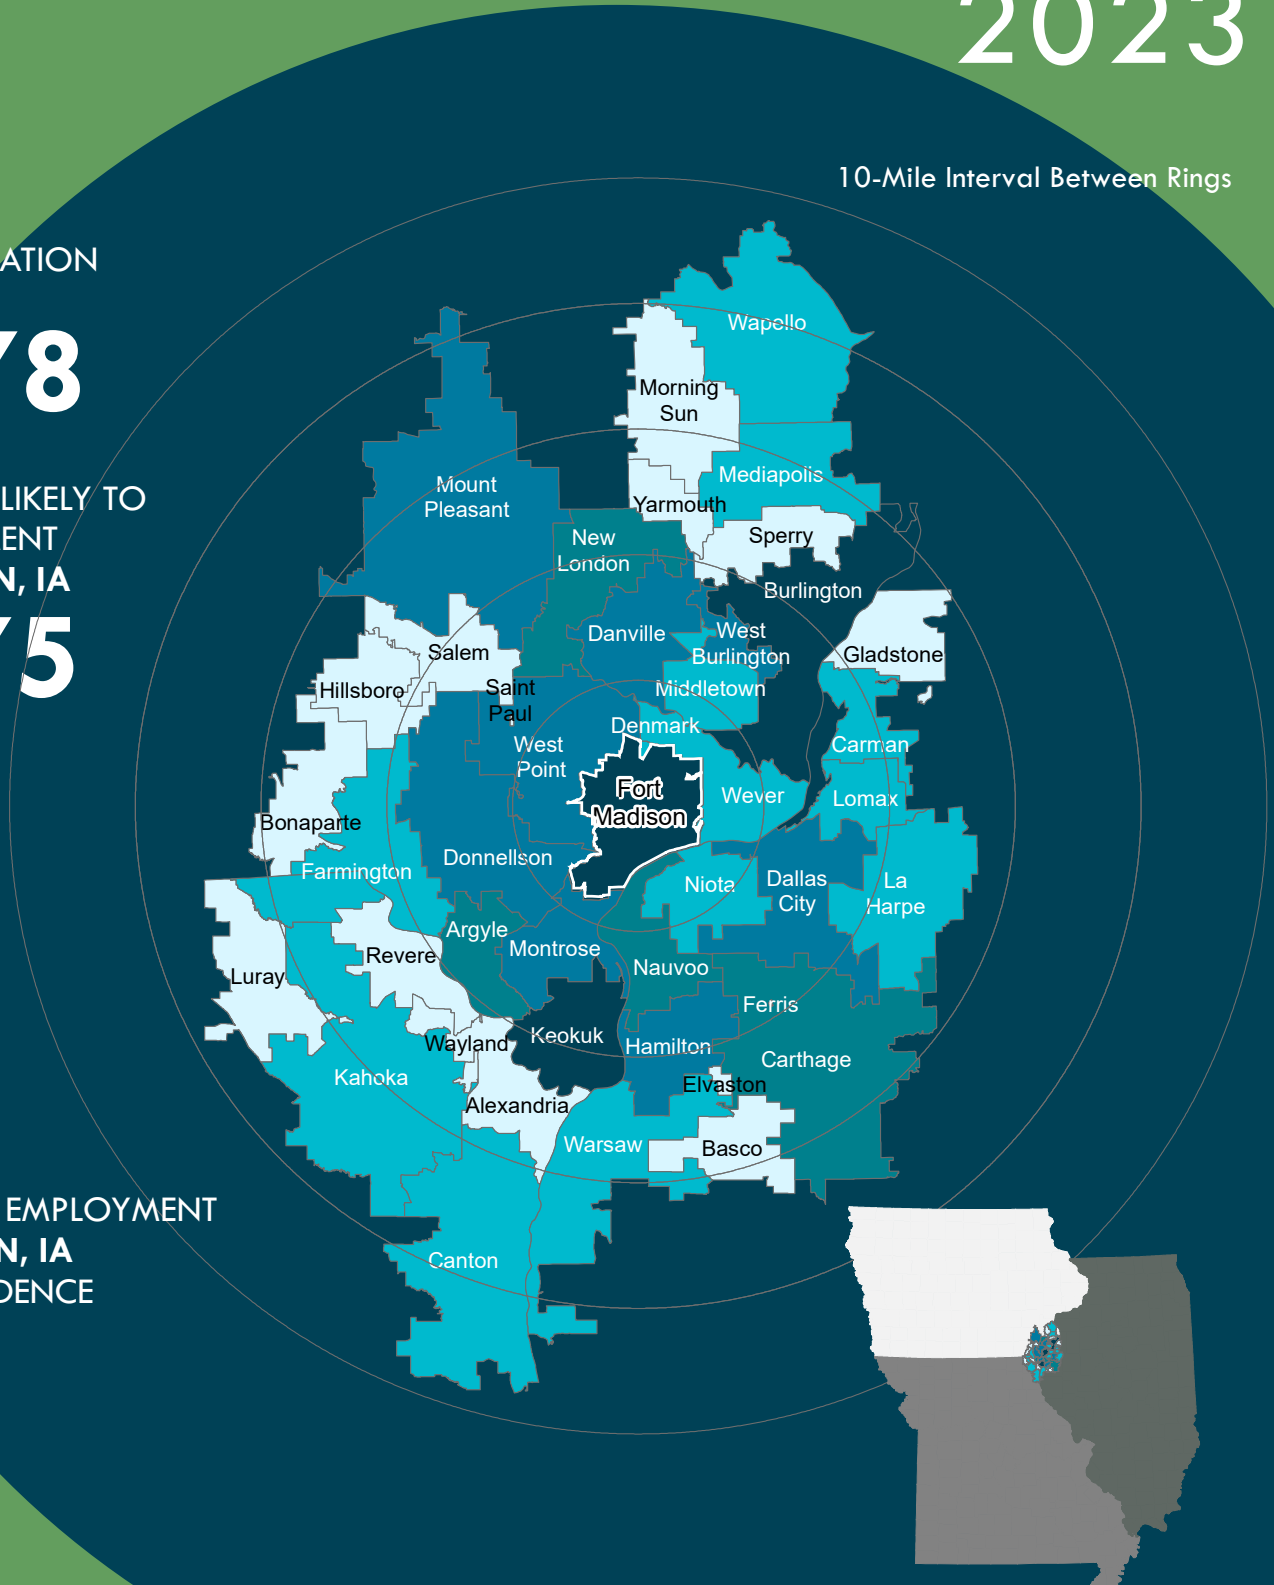 2023
10-Mile Interval Between Rings
ATION
8
LIKELY TO
ENT
N, IA
5
EMPLOYMENT
N, IA
DENCE
Wapello
Morning
Sun
Mediapolis
Yarmouth
Mount
Pleasant
New
London
Sperry
Burlington
Danville
West
Burlington
Gladstone
Salem
Hillsboro
Saint
Paul
Middletown
Denmark
West
Point
Carman
Fort
Madison
Wever
Lomax
Bonaparte
Donnellson
Farmington
Niota
Dallas
City
La
Harpe
Argyle
Montrose
Revere
Nauvoo
Luray
Ferris
Keokuk
Wayland
Hamilton
Carthage
Kahoka
Elvaston
Alexandria
Warsaw
Basco
Canton